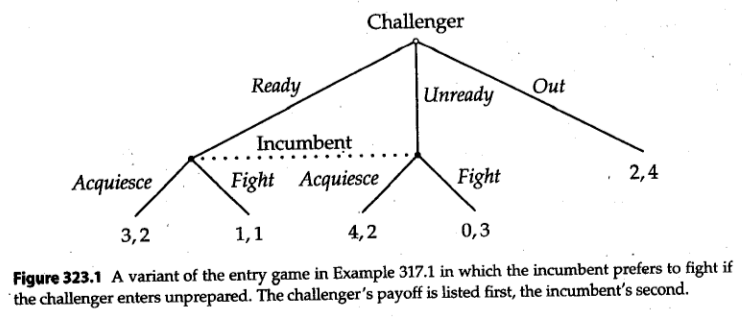 Challenger
Ready
Unready
Out
Incumbent
Acquiesce
Fight
Acquiesce
Fight
2,4
3,2
1,1
4,2
0,3
Figure 323.1 A variant of the entry game in Example 317.1 in which the incumbent prefers to fight if
the challenger enters unprepared. The challenger's payoff is listed first, the incumbent's second.